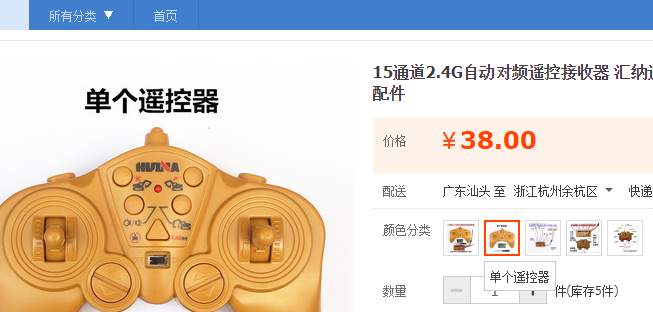 所有分类
首页
单个遥控器
HUINA
15通道2.4G自动对频遥控接收器 汇纳
配件
价格
¥38.00
配送
广东汕头 至
浙江杭州余杭区
快递
颜色分类
单个遥控器
数量
1
件(库存5件)